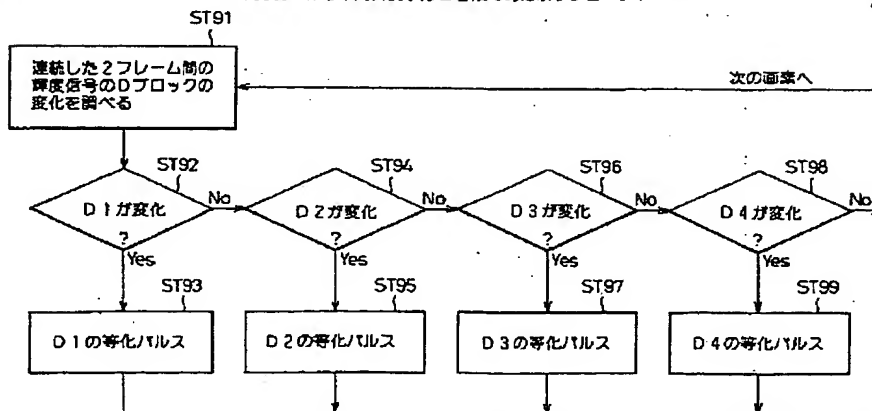 ST91
連続した2フレーム間の
輝度信号のDブロックの
変化を調べる
次の画素へ
ST92
ST94
ST96
ST98
D1が変化
?
No
D2が変化
?
No
D3が変化
?
No
D4が変化
?
No
Yes
Yes
Yes
Yes
ST93
ST95
ST97
ST99
D1の等化パルス
D2の等化パルス
D3の等化パルス
D4の等化パルス